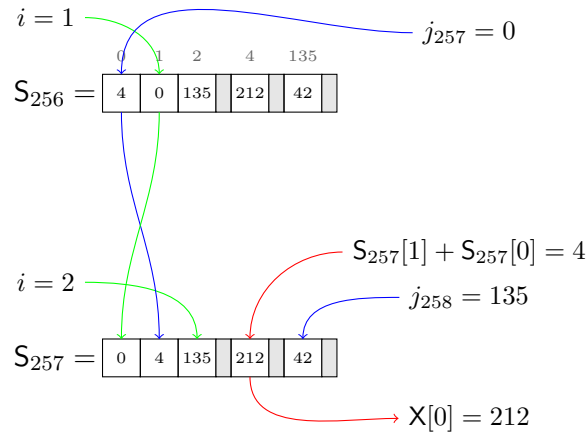 i = 1
j₂₅₇ = 0
0 1 2 4 135
S₂₅₆ = 4 0 135 212 42
S₂₅₇[1] + S₂₅₇[0] = 4
i = 2
j₂₅₈ = 135
S₂₅₇ = 0 4 135 212 42
X[0] = 212